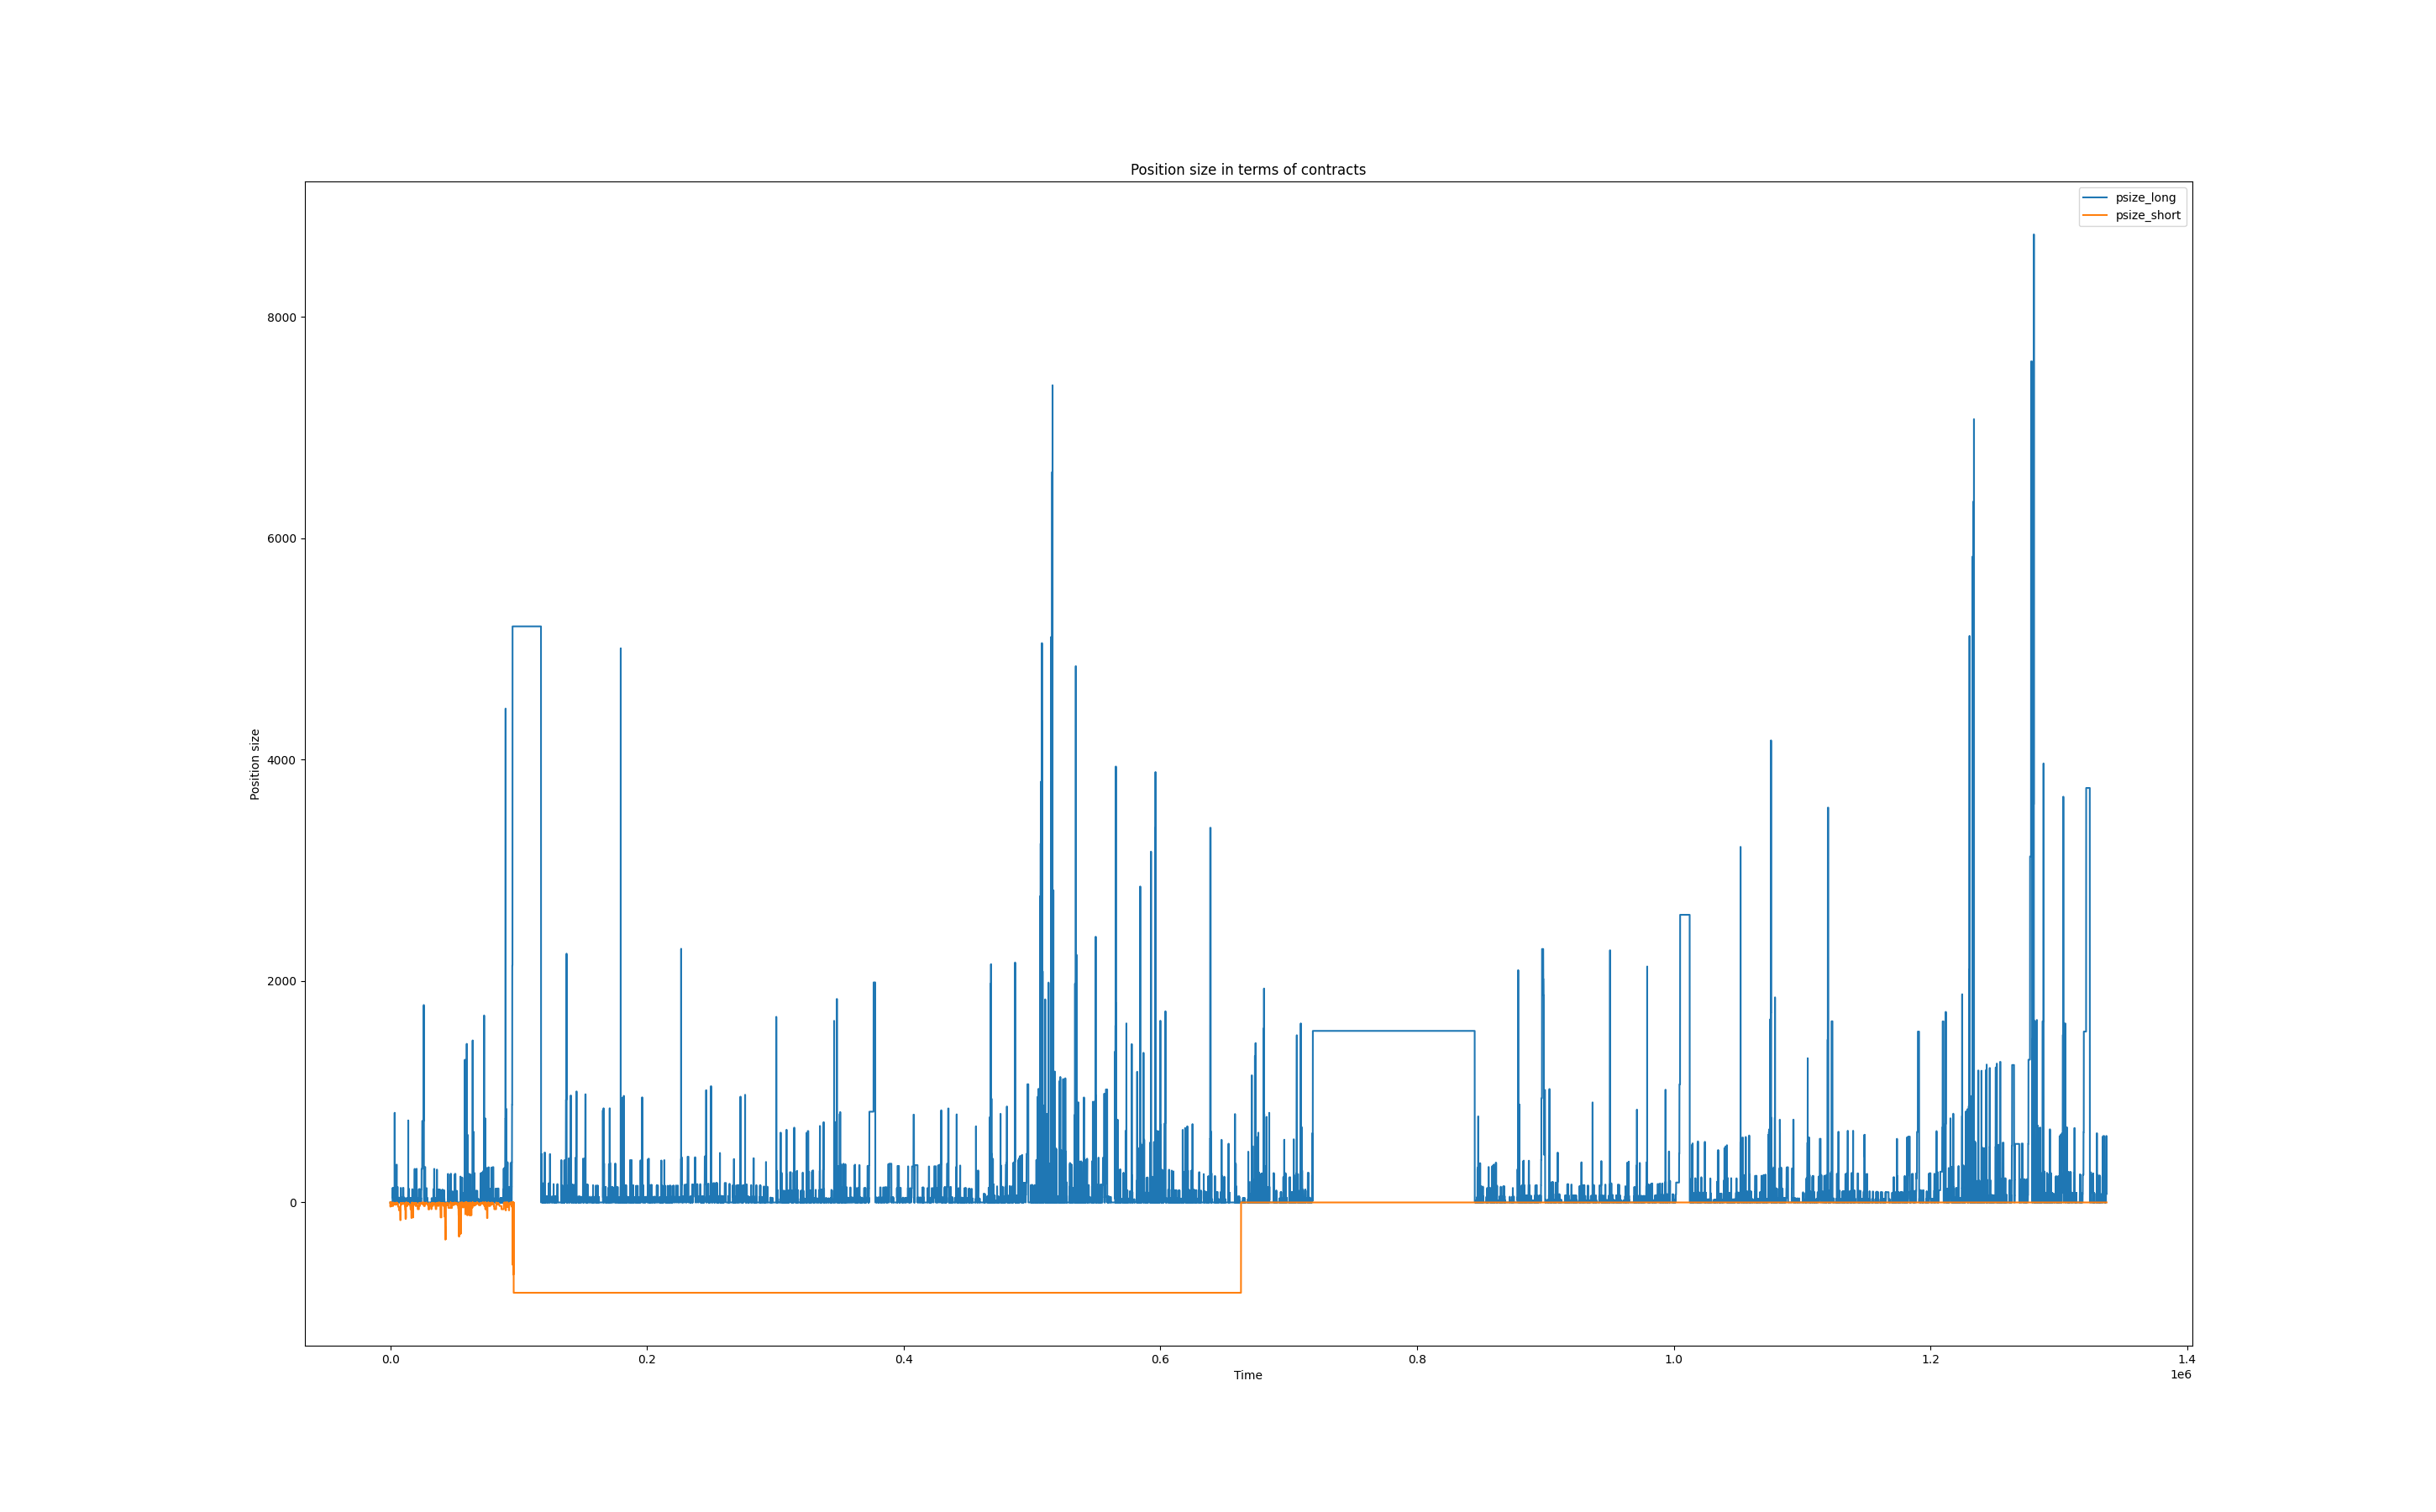 Position size in terms of contracts
psize_long
psize_short
8000
6000
4000
2000
0
Position size
0.0 0.2 0.4 0.6 0.8 1.0 1.2 1.4
Time
1e6